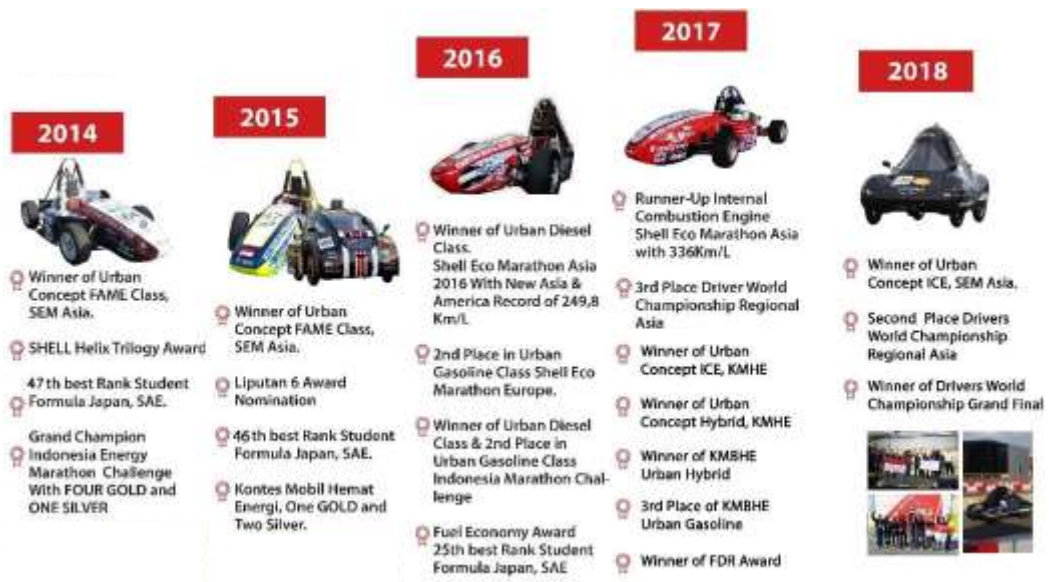 2014
Winner of Urban
Concept FAME Class,
SEM Asia.
SHELL Helix Trilogy Award
47th best Rank Student
Formula Japan, SAE.
Grand Champion
Indonesia Energy
Marathon Challenge
With FOUR GOLD and
ONE SILVER
2015
Winner of Urban
Concept FAME Class,
SEM Asia.
Liputan 6 Award
Nomination
46th best Rank Student
Formula Japan, SAE.
Kontes Mobil Hemat
Energi, One GOLD and
Two Silver.
2016
Winner of Urban Diesel
Class.
Shell Eco Marathon Asia
2016 With New Asia &
America Record of 249,8
Km/L
2nd Place in Urban
Gasoline Class Shell Eco
Marathon Europe.
Winner of Urban Diesel
Class & 2nd Place in
Urban Gasoline Class
Indonesia Marathon Chal-
lenge
Fuel Economy Award
25th best Rank Student
Formula Japan, SAE
2017
Runner-Up Internal
Combustion Engine
Shell Eco Marathon Asia
with 336Km/L
3rd Place Driver World
Championship Regional
Asia
Winner of Urban
Concept ICE, KMHE
Winner of Urban
Concept Hybrid, KMHE
Winner of KMBHE
Urban Hybrid
3rd Place of KMBHE
Urban Gasoline
Winner of FDR Award
2018
Winner of Urban
Concept ICE, SEM Asia.
Second Place Drivers
World Championship
Regional Asia
Winner of Drivers World
Championship Grand Final